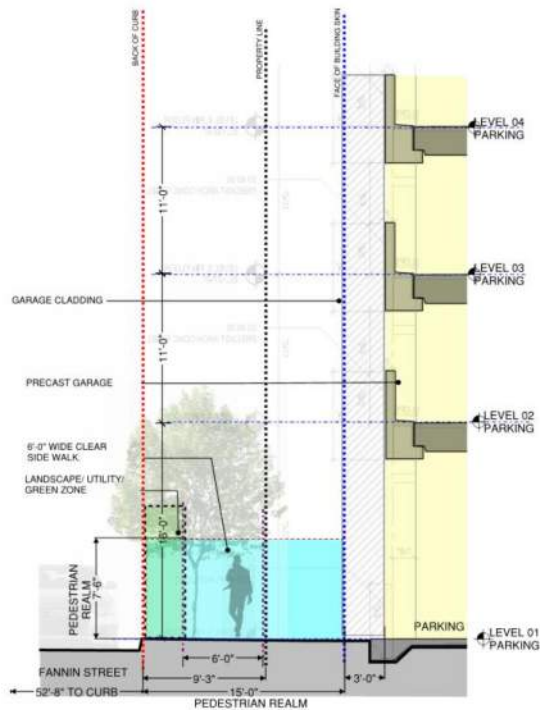 BACK OF CURB
PROPERTY LINE
FACE OF BUILDING SKIN
LEVEL 04
PARKING
11'-0"
LEVEL 03
PARKING
GARAGE CLADDING
11'-0"
PRECAST GARAGE
LEVEL 02
PARKING
6'-0" WIDE CLEAR
SIDE WALK.
LANDSCAPE/ UTILITY/
GREEN ZONE
16'-0"
PEDESTRIAN
REALM
7'-6"
PARKING
LEVEL 01
PARKING
6'-0"
FANNIN STREET
9'-3"
3'-0"
52'-8" TO CURB
15'-0"
PEDESTRIAN REALM